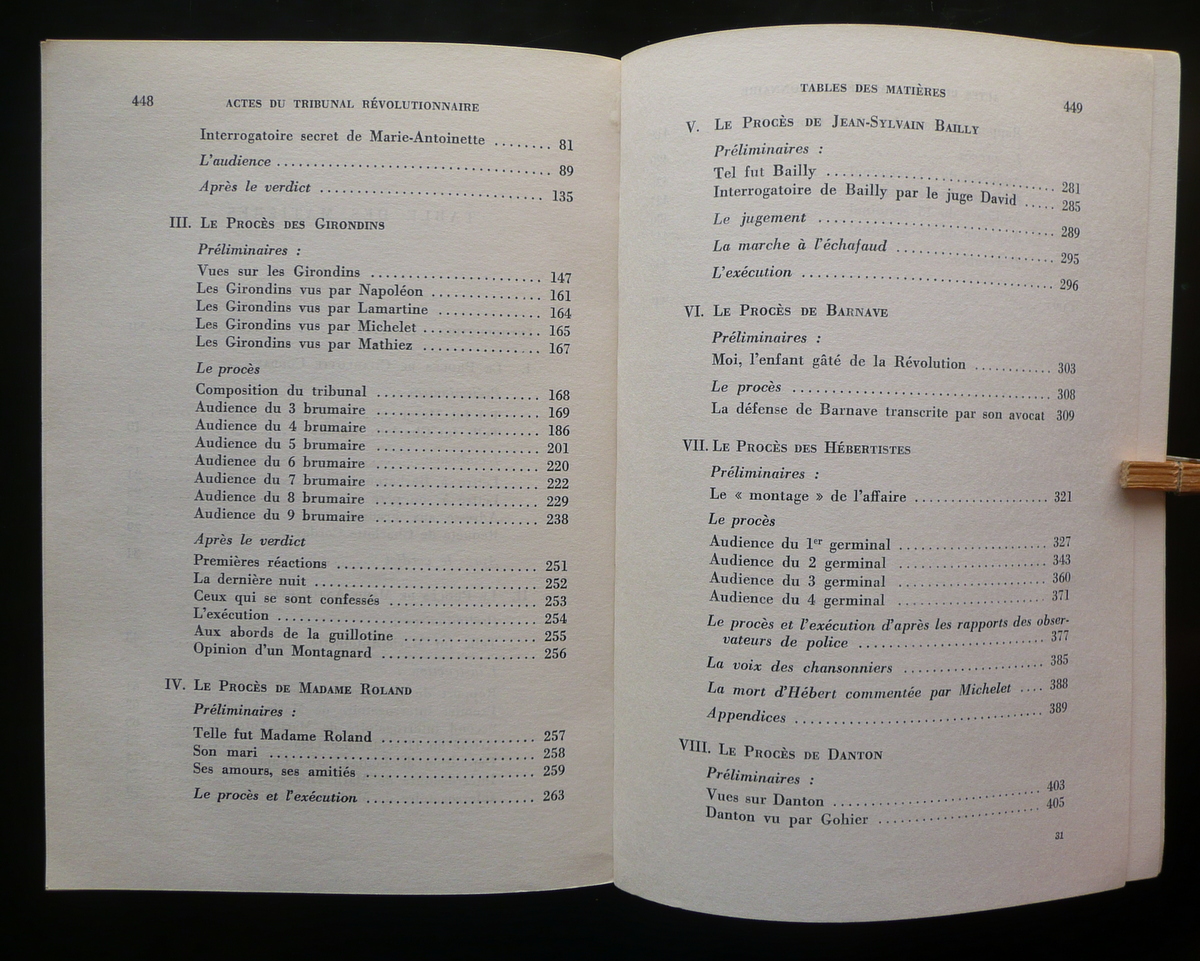 448 ACTES DU TRIBUNAL RÉVOLUTIONNAIRE
Interrogatoire secret de Marie-Antoinette ........ 81
L'audience ........ 89
Après le verdict ........ 135
III. LE PROCÈS DES GIRONDINS
Préliminaires :
Vues sur les Girondins ........ 147
Les Girondins vus par Napoléon ........ 161
Les Girondins vus par Lamartine ........ 164
Les Girondins vus par Michelet ........ 165
Les Girondins vus par Mathiez ........ 167
Le procès
Composition du tribunal ........ 168
Audience du 3 brumaire ........ 169
Audience du 4 brumaire ........ 186
Audience du 5 brumaire ........ 201
Audience du 6 brumaire ........ 220
Audience du 7 brumaire ........ 222
Audience du 8 brumaire ........ 229
Audience du 9 brumaire ........ 238
Après le verdict
Premières réactions ........ 251
La dernière nuit ........ 252
Ceux qui se sont confessés ........ 253
L'exécution ........ 254
Aux abords de la guillotine ........ 255
Opinion d'un Montagnard ........ 256
IV. LE PROCÈS DE MADAME ROLAND
Préliminaires :
Telle fut Madame Roland ........ 257
Son mari ........ 258
Ses amours, ses amitiés ........ 259
Le procès et l'exécution ........ 263
TABLES DES MATIÈRES 449
V. LE PROCÈS DE JEAN-SYLVAIN BAILLY
Préliminaires :
Tel fut Bailly ........ 281
Interrogatoire de Bailly par le juge David ..... 285
Le jugement ........ 289
La marche à l'échafaud ........ 295
L'exécution ........ 296
VI. LE PROCÈS DE BARNAVE
Préliminaires :
Moi, l'enfant gâté de la Révolution ........ 303
Le procès ........ 308
La défense de Barnave transcrite par son avocat 309
VII. LE PROCÈS DES HÉBERTISTES
Préliminaires :
Le « montage » de l'affaire ........ 321
Le procès
Audience du 1er germinal ........ 327
Audience du 2 germinal ........ 343
Audience du 3 germinal ........ 360
Audience du 4 germinal ........ 371
Le procès et l'exécution d'après les rapports des obser-
vateurs de police ........ 377
La voix des chansonniers ........ 385
La mort d'Hébert commentée par Michelet .... 388
Appendices ........ 389
VIII. LE PROCÈS DE DANTON
Préliminaires :
Vues sur Danton ........ 403
Danton vu par Gohier ........ 405
31